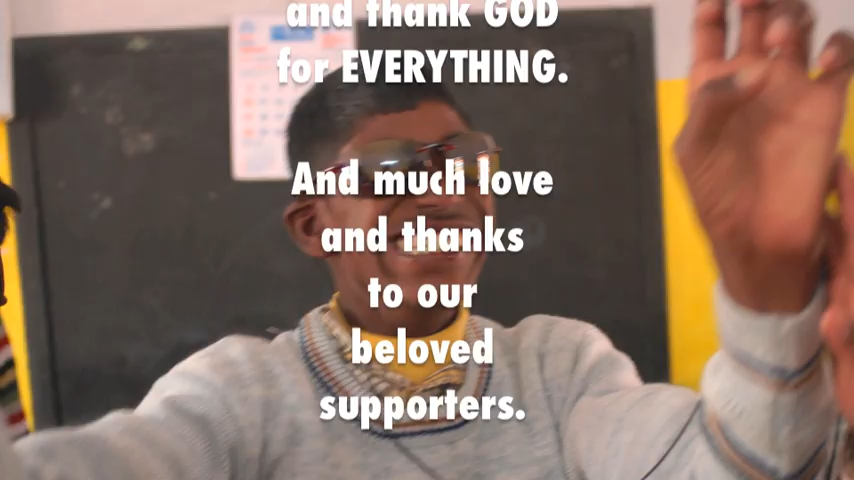 and thank GOD
for EVERYTHING.
And much love
and thanks
to our
beloved
supporters.